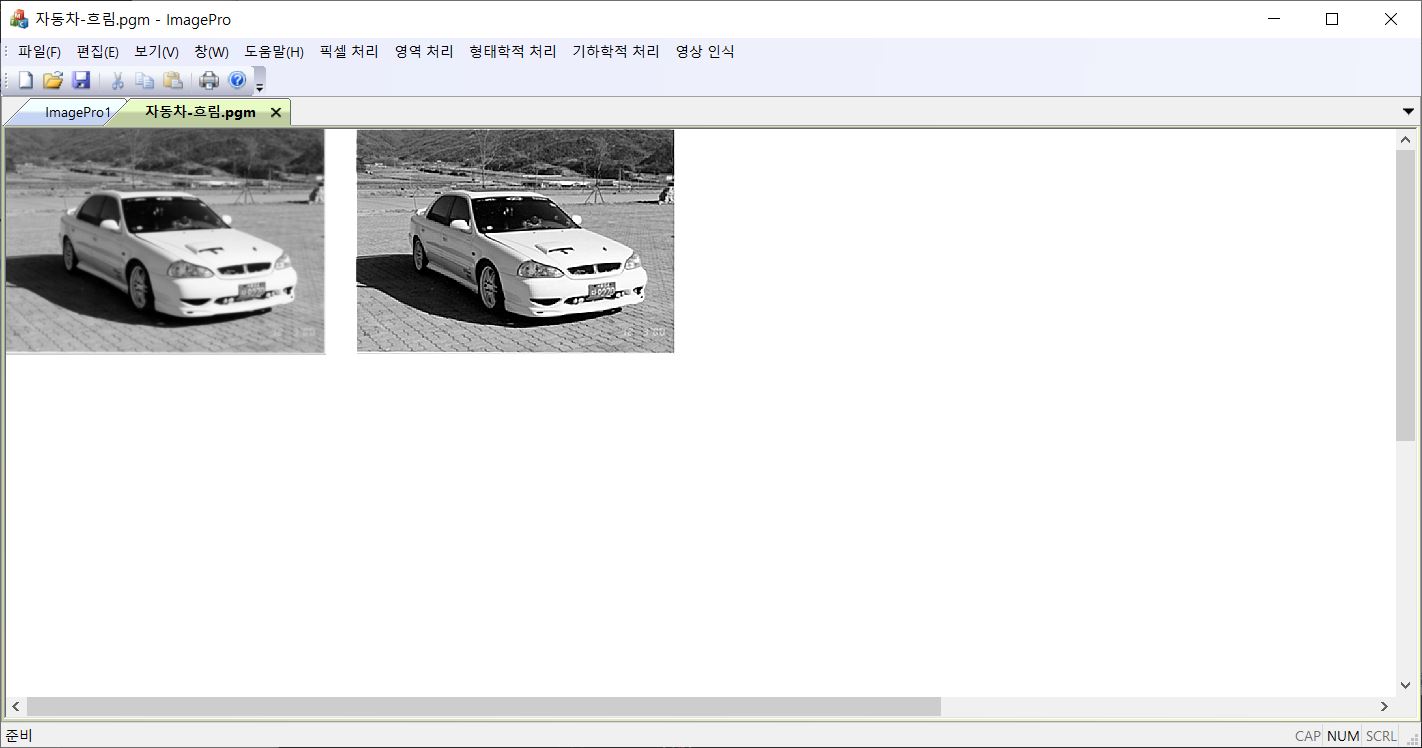 자동차-흐림.pgm - ImagePro
파일(F) 편집(E) 보기(V) 창(W) 도움말(H) 픽셀 처리 영역 처리 형태학적 처리 기하학적 처리 영상 인식
ImagePro1 자동차-흐림.pgm
준비 CAP NUM SCRL